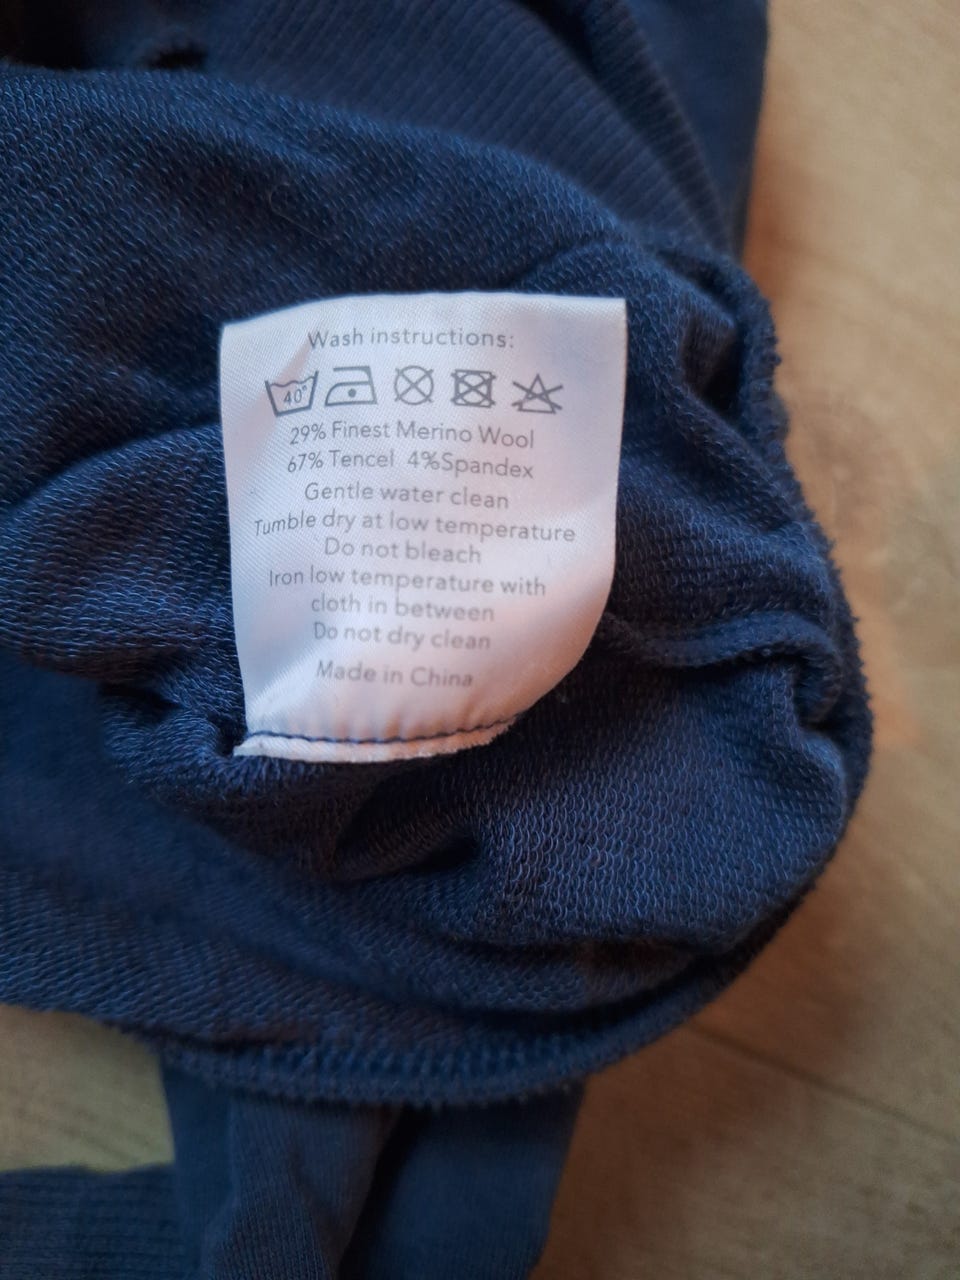 Wash instructions:
40°
29% Finest Merino Wool
67% Tencel 4%Spandex
Gentle water clean
Tumble dry at low temperature
Do not bleach
Iron low temperature with
cloth in between
Do not dry clean
Made in China